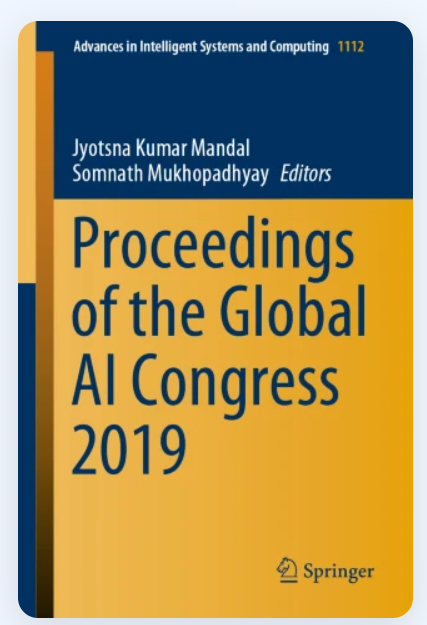 Advances in Intelligent Systems and Computing 1112
Jyotsna Kumar Mandal
Somnath Mukhopadhyay Editors
Proceedings
of the Global
AI Congress
2019
Springer